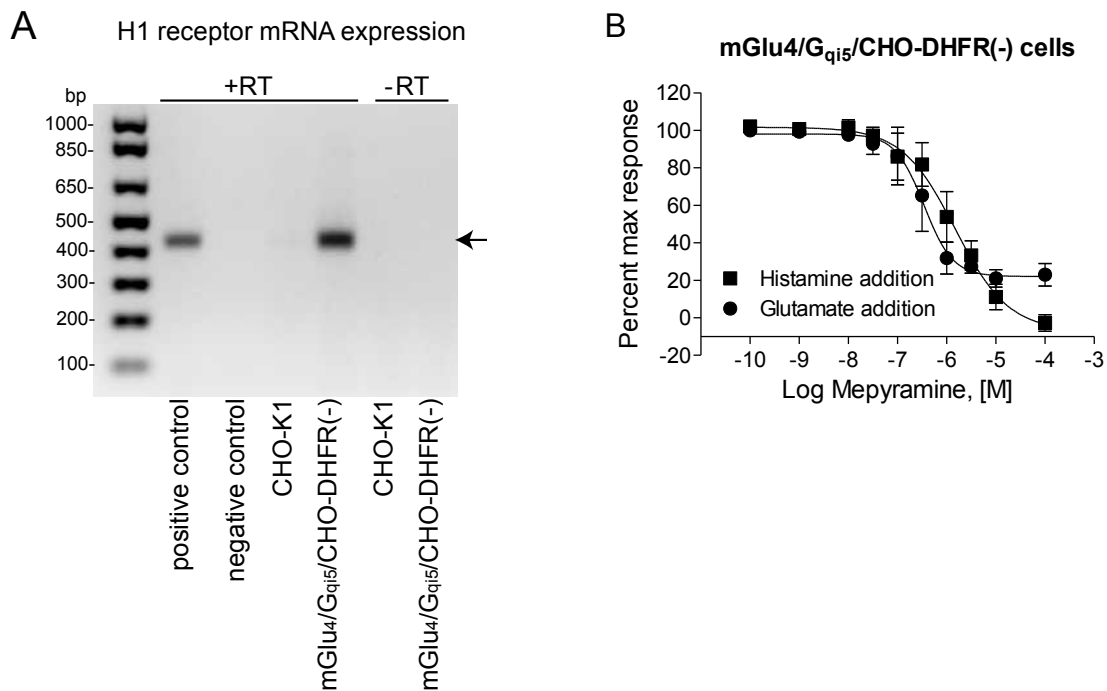 A
H1 receptor mRNA expression
+RT
-RT
bp
1000-
850-
650-
500-
400-
300-
200-
100-
positive control
negative control
CHO-K1
mGlu4/Gqi5/CHO-DHFR(-)
CHO-K1
mGlu4/Gqi5/CHO-DHFR(-)
B
mGlu4/Gqi5/CHO-DHFR(-) cells
Percent max response
120
100
80
60
40
20
0
-20
Histamine addition
Glutamate addition
-10 -9 -8 -7 -6 -5 -4 -3
Log Mepyramine, [M]